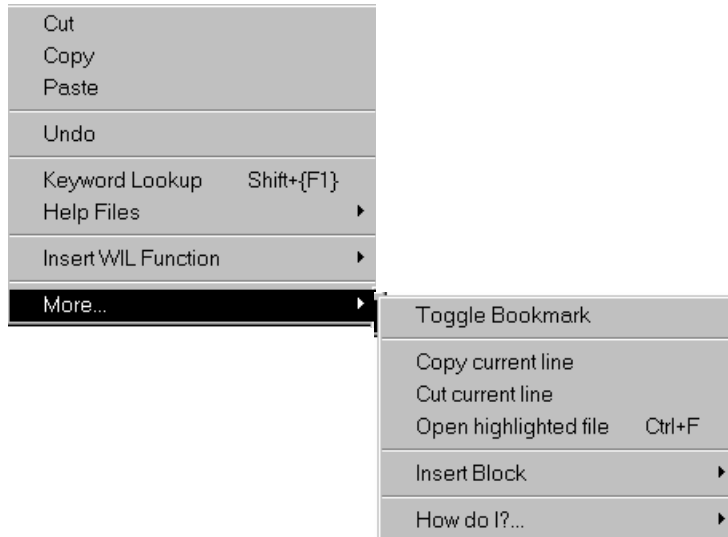 Cut
Copy
Paste
Undo
Keyword Lookup Shift+{F1}
Help Files
Insert WIL Function
More...
Toggle Bookmark
Copy current line
Cut current line
Open highlighted file Ctrl+F
Insert Block
How do I?...